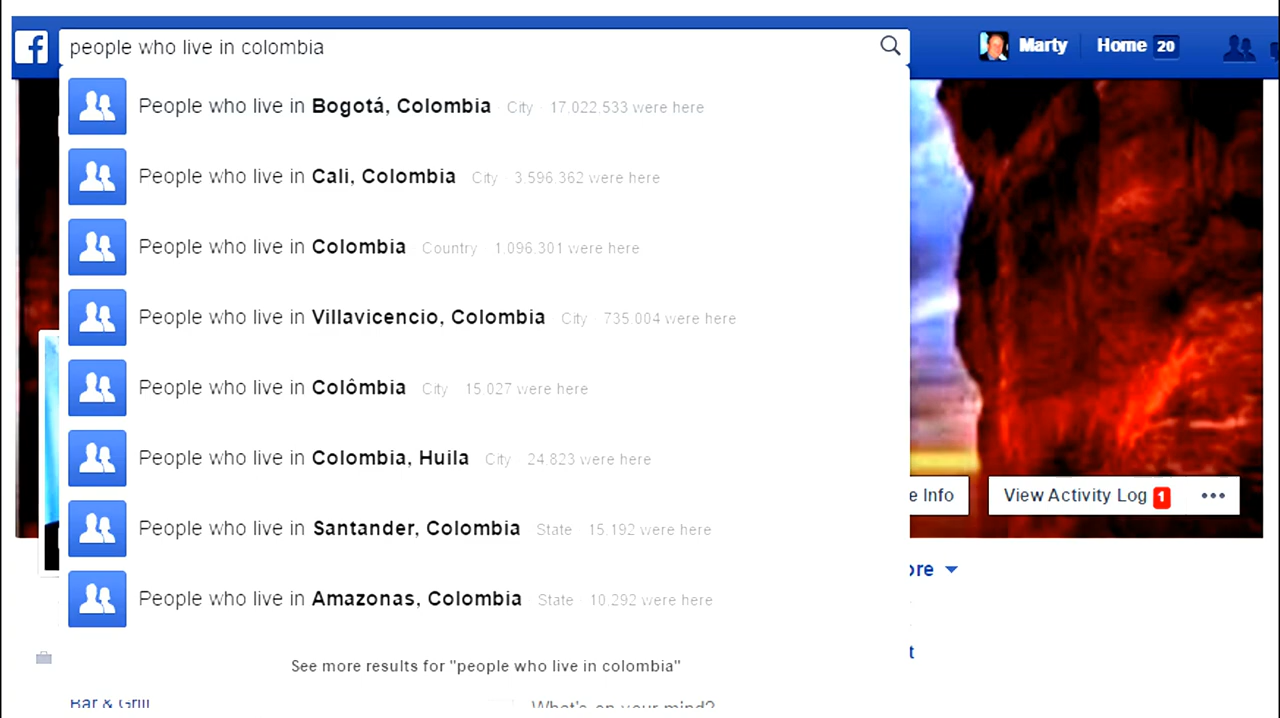 people who live in colombia
Marty
Home 20
People who live in Bogotá, Colombia · City · 17.022.533 were here
People who live in Cali, Colombia City · 3.596.362 were here
People who live in Colombia Country 1.096.301 were here
People who live in Villavicencio, Colombia City · 735.004 were here
People who live in Colômbia City 15.027 were here
People who live in Colombia, Huila City · 24.823 were here
e Info
View Activity Log 1
People who live in Santander, Colombia State · 15.192 were here
ore
People who live in Amazonas, Colombia State · 10.292 were here
t
See more results for "people who live in colombia"
Bar & Grill
What's on your mind?